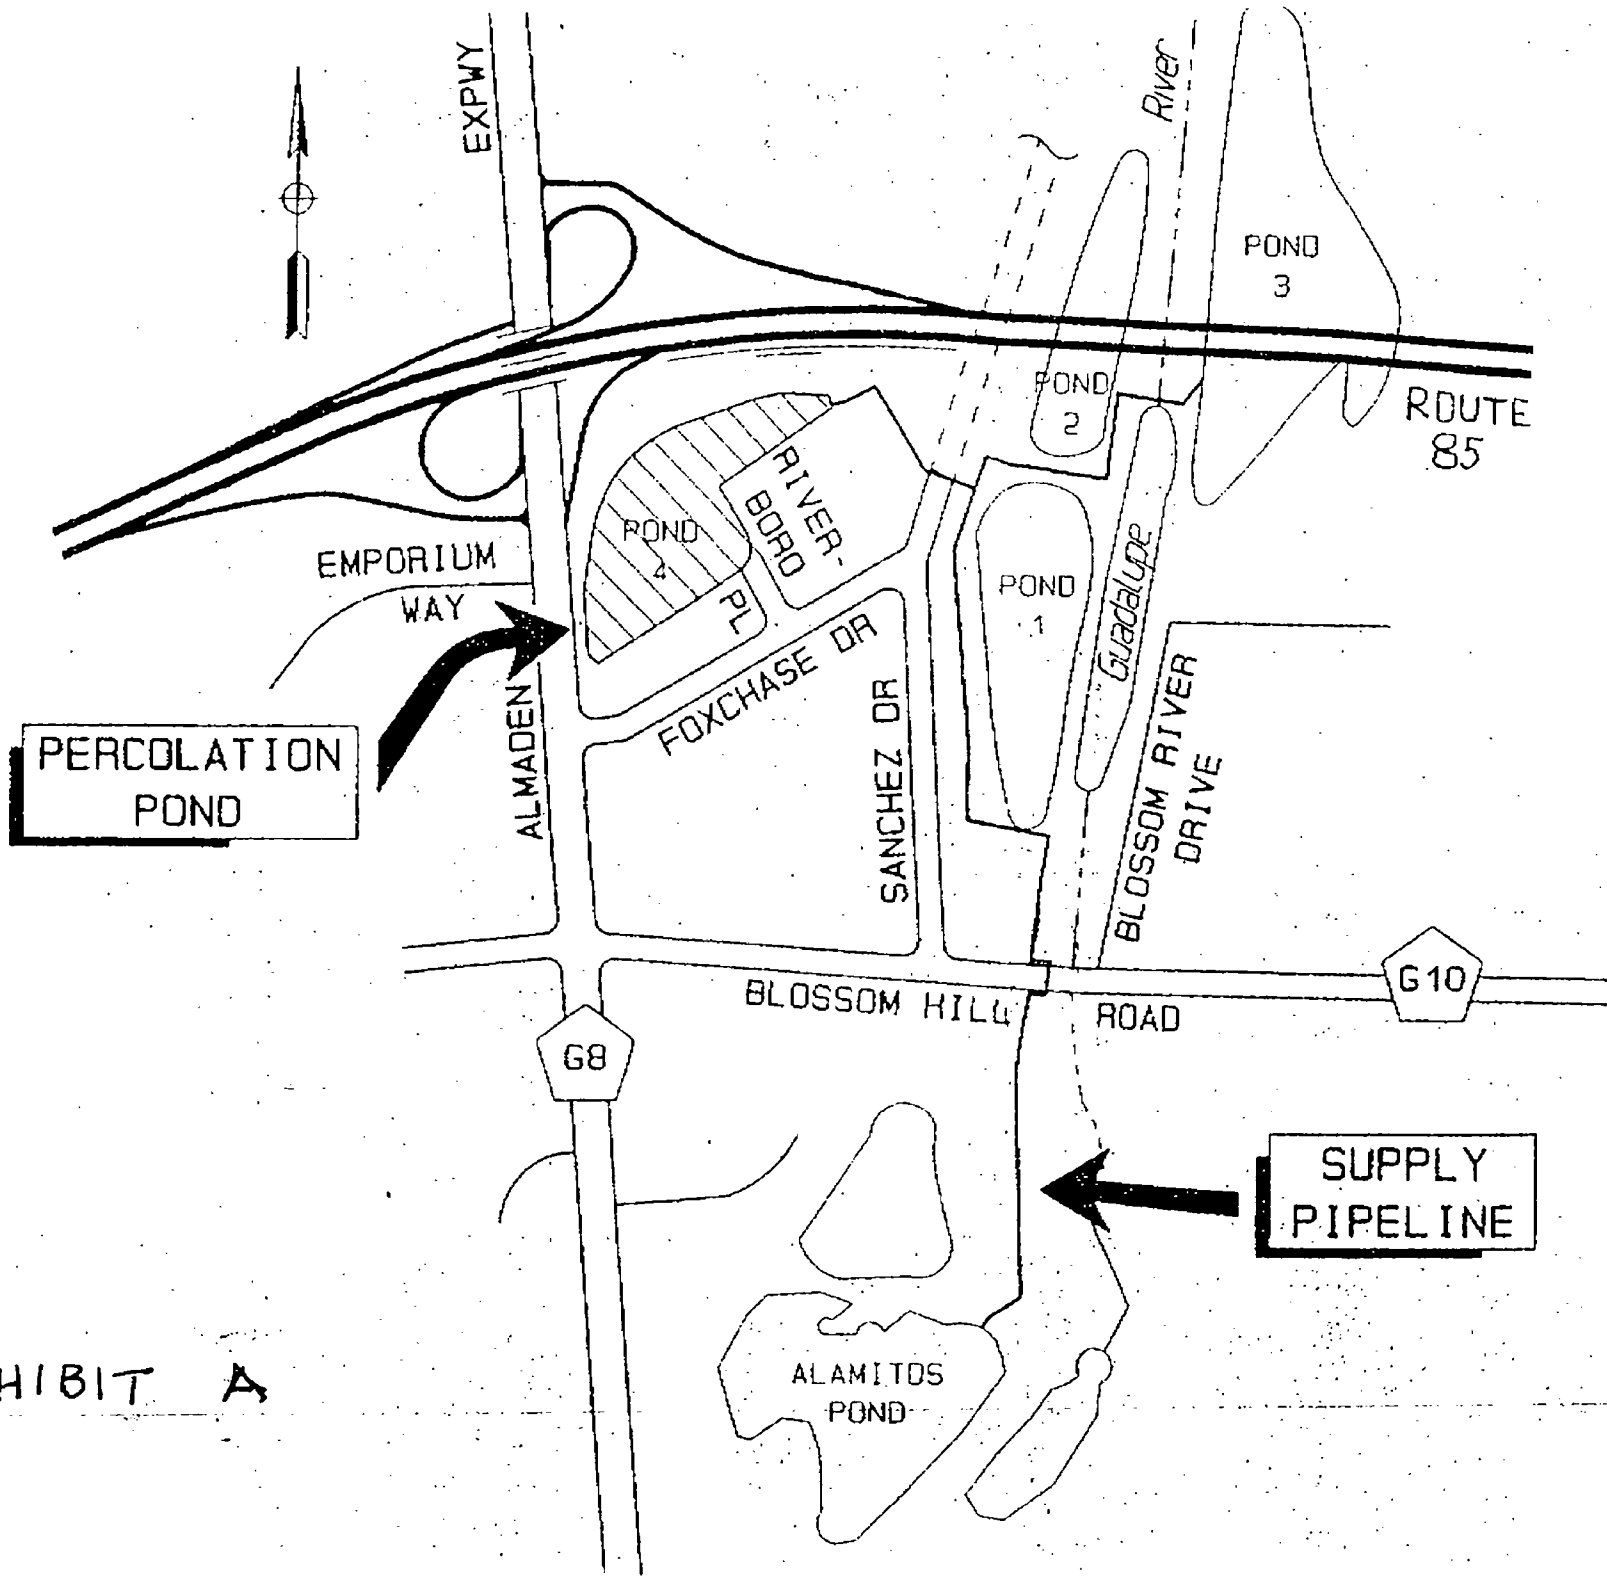 EXPWY
River
POND
3
POND
2
ROUTE
85
RIVER-
BORO
PL
POND
4
EMPORIUM
WAY
POND
1
Guadalupe
FOXCHASE DR
SANCHEZ DR
BLOSSOM RIVER
DRIVE
ALMADEN
PERCOLATION
POND
BLOSSOM HILL
ROAD
G10
G8
SUPPLY
PIPELINE
HIBIT A
ALAMITOS
POND